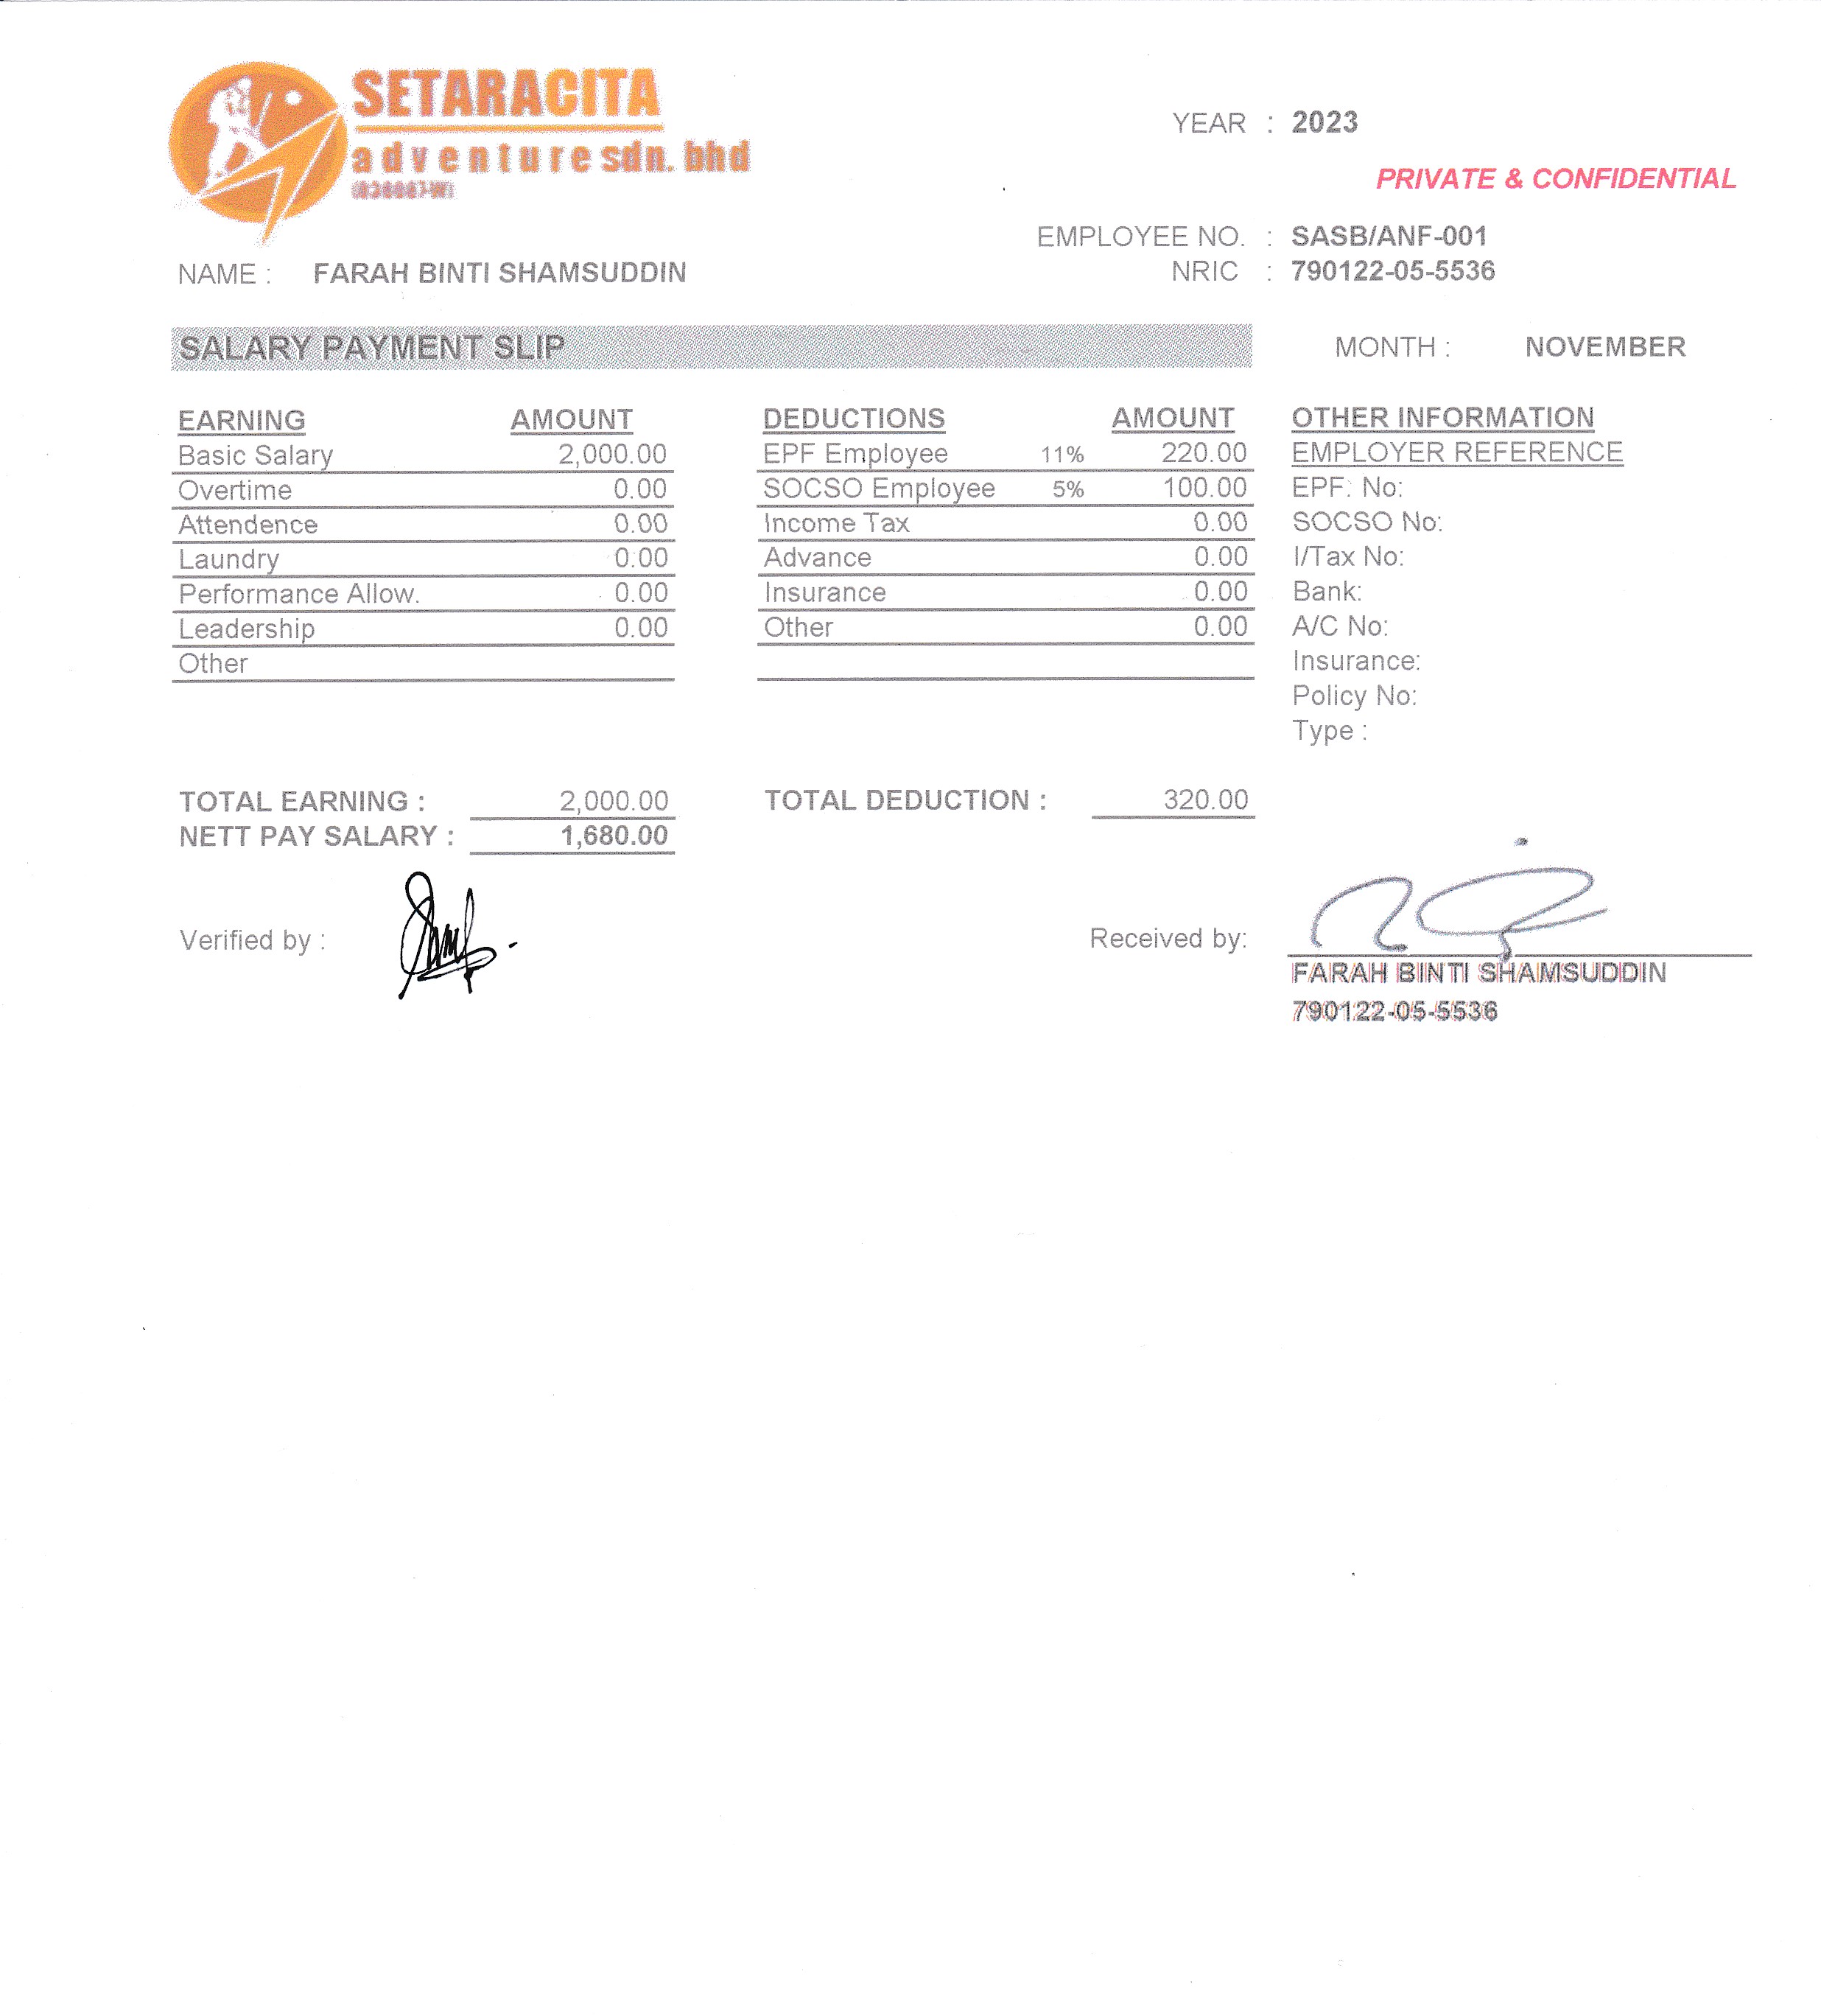 SETARACITA
adventure sdn. bhd
YEAR : 2023
PRIVATE & CONFIDENTIAL
EMPLOYEE NO. : SASB/ANF-001
NAME : FARAH BINTI SHAMSUDDIN
NRIC : 790122-05-5536
SALARY PAYMENT SLIP
MONTH : NOVEMBER
EARNING AMOUNT DEDUCTIONS AMOUNT OTHER INFORMATION
Basic Salary 2,000.00 EPF Employee 11% 220.00 EMPLOYER REFERENCE
Overtime 0.00 SOCSO Employee 5% 100.00 EPF. No:
Attendence 0.00 Income Tax 0.00 SOCSO No:
Laundry 0.00 Advance 0.00 I/Tax No:
Performance Allow. 0.00 Insurance 0.00 Bank:
Leadership 0.00 Other 0.00 A/C No:
Other Insurance:
Policy No:
Type :
TOTAL EARNING : 2,000.00 TOTAL DEDUCTION : 320.00
NETT PAY SALARY : 1,680.00
Verified by : Received by:
FARAH BINTI SHAMSUDDIN
790122-05-5536